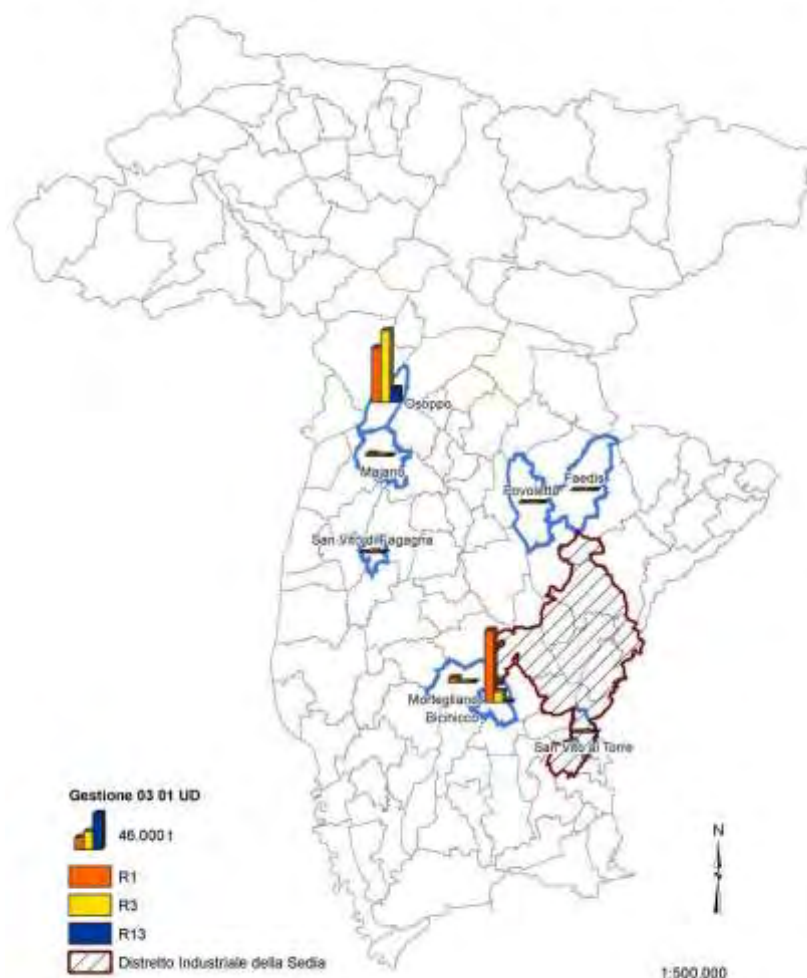 Osoppo
Majano
Faedis
Povoletto
San Vito di Fagagna
Mortegliano
Bicinicco
San Vito al Torre
Gestione 03 01 UD
46.000 t
R1
R3
R13
Distretto Industriale della Sedia
N
1:500.000